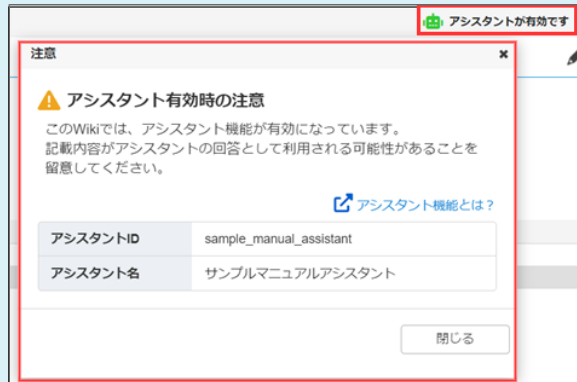 アシスタントが有効です
注意
×
アシスタント有効時の注意
このWikiでは、アシスタント機能が有効になっています。
記載内容がアシスタントの回答として利用される可能性があることを
留意してください。
アシスタント機能とは？
アシスタントID sample_manual_assistant
アシスタント名 サンプルマニュアルアシスタント
閉じる